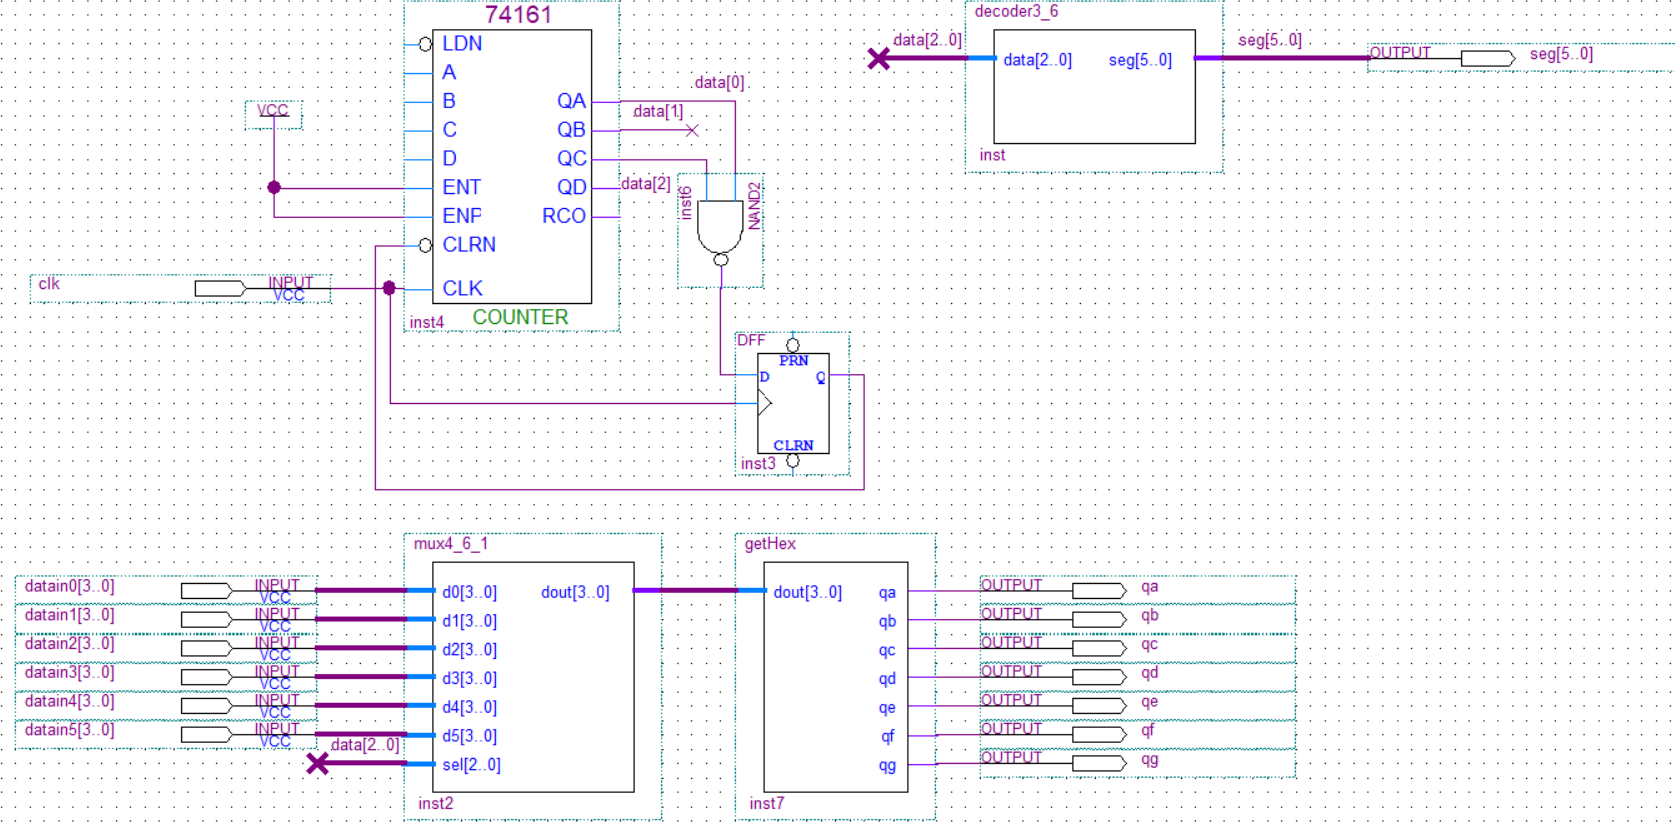 74161
LDN
A
B
C
D
ENT
ENP
CLRN
CLK
QA
QB
QC
QD
RCO
inst4
COUNTER
VCC
clk
INPUT
VCC
data[0]
data[1]
data[2]
inst6
NAND2
DFF
PRN
D
Q
CLRN
inst3
decoder3_6
data[2..0]
data[2..0]
seg[5..0]
inst
seg[5..0]
OUTPUT
seg[5..0]
mux4_6_1
datain0[3..0]
INPUT
VCC
datain1[3..0]
INPUT
VCC
datain2[3..0]
INPUT
VCC
datain3[3..0]
INPUT
VCC
datain4[3..0]
INPUT
VCC
datain5[3..0]
INPUT
VCC
data[2..0]
d0[3..0]
d1[3..0]
d2[3..0]
d3[3..0]
d4[3..0]
d5[3..0]
sel[2..0]
dout[3..0]
inst2
getHex
dout[3..0]
qa
qb
qc
qd
qe
qf
qg
inst7
OUTPUT
qa
OUTPUT
qb
OUTPUT
qc
OUTPUT
qd
OUTPUT
qe
OUTPUT
qf
OUTPUT
qg